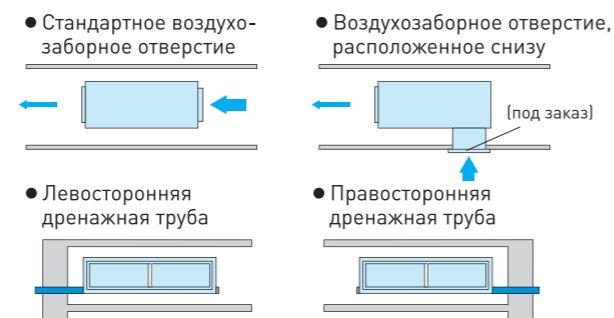 ● Стандартное воздухо-
заборное отверстие
● Воздухозаборное отверстие,
расположенное снизу
(под заказ)
● Левосторонняя
дренажная труба
● Правосторонняя
дренажная труба